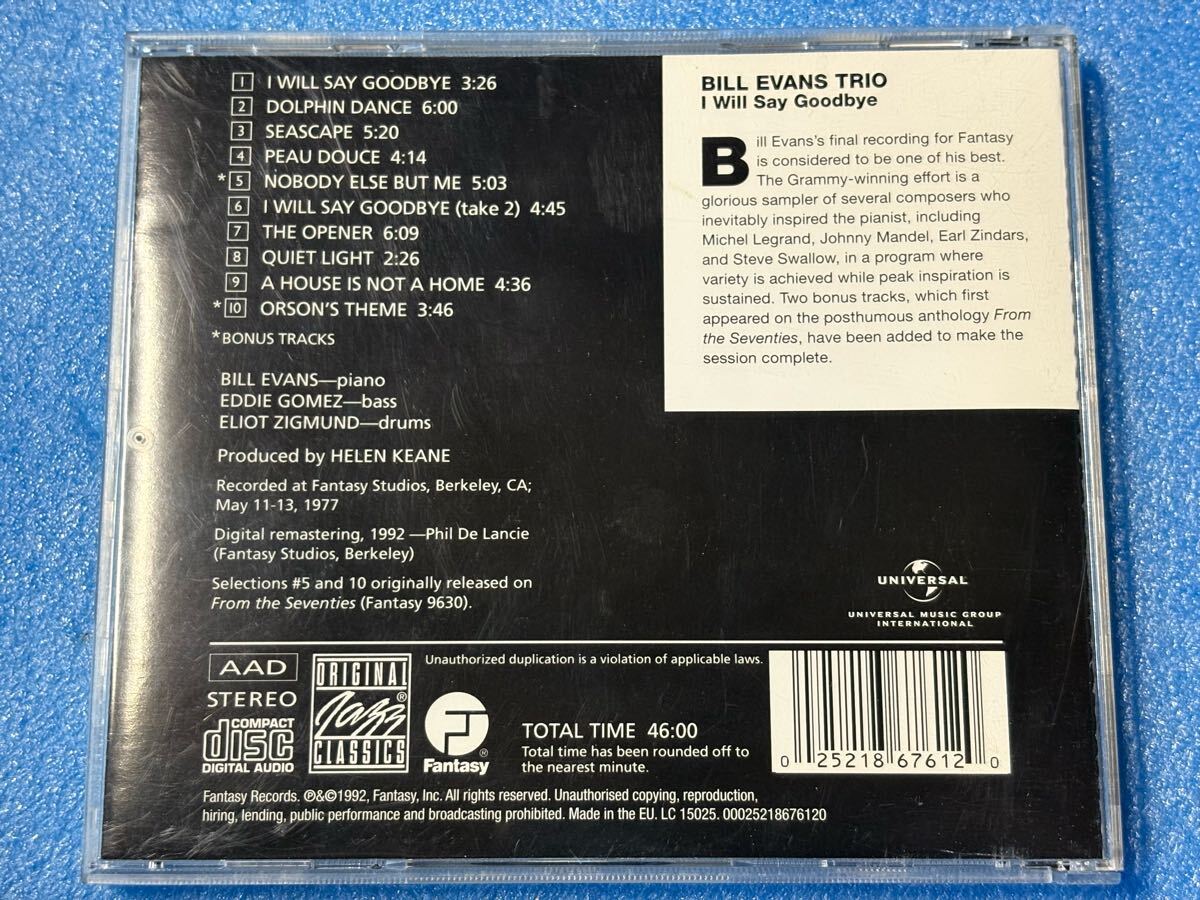 1 I WILL SAY GOODBYE 3:26
2 DOLPHIN DANCE 6:00
3 SEASCAPE 5:20
4 PEAU DOUCE 4:14
*5 NOBODY ELSE BUT ME 5:03
6 I WILL SAY GOODBYE (take 2) 4:45
7 THE OPENER 6:09
8 QUIET LIGHT 2:26
9 A HOUSE IS NOT A HOME 4:36
*10 ORSON'S THEME 3:46
*BONUS TRACKS
BILL EVANS—piano
EDDIE GOMEZ—bass
ELIOT ZIGMUND—drums
Produced by HELEN KEANE
Recorded at Fantasy Studios, Berkeley, CA;
May 11-13, 1977
Digital remastering, 1992 —Phil De Lancie
(Fantasy Studios, Berkeley)
Selections #5 and 10 originally released on
From the Seventies (Fantasy 9630).
BILL EVANS TRIO
I Will Say Goodbye
Bill Evans's final recording for Fantasy
is considered to be one of his best.
The Grammy-winning effort is a
glorious sampler of several composers who
inevitably inspired the pianist, including
Michel Legrand, Johnny Mandel, Earl Zindars,
and Steve Swallow, in a program where
variety is achieved while peak inspiration is
sustained. Two bonus tracks, which first
appeared on the posthumous anthology From
the Seventies, have been added to make the
session complete.
UNIVERSAL
UNIVERSAL MUSIC GROUP
INTERNATIONAL
AAD
STEREO
COMPACT
disc
DIGITAL AUDIO
ORIGINAL
Jazz®
CLASSICS
F®
Fantasy
Unauthorized duplication is a violation of applicable laws.
TOTAL TIME 46:00
Total time has been rounded off to
the nearest minute.
0 25218 67612 0
Fantasy Records. ℗&©1992, Fantasy, Inc. All rights reserved. Unauthorised copying, reproduction,
hiring, lending, public performance and broadcasting prohibited. Made in the EU. LC 15025. 00025218676120